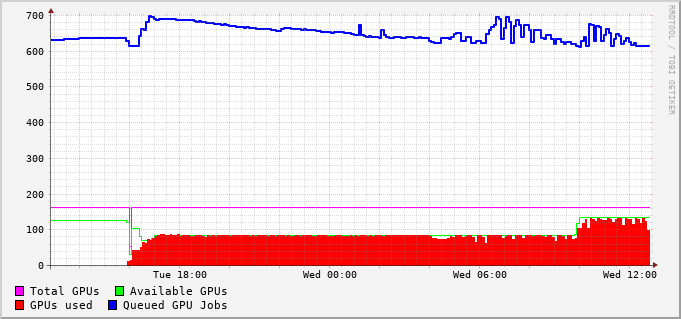 700
600
500
400
300
200
100
0
Tue 18:00 Wed 00:00 Wed 06:00 Wed 12:00
Total GPUs Available GPUs
GPUs used Queued GPU Jobs
RRDTOOL / TOBI OETIKER